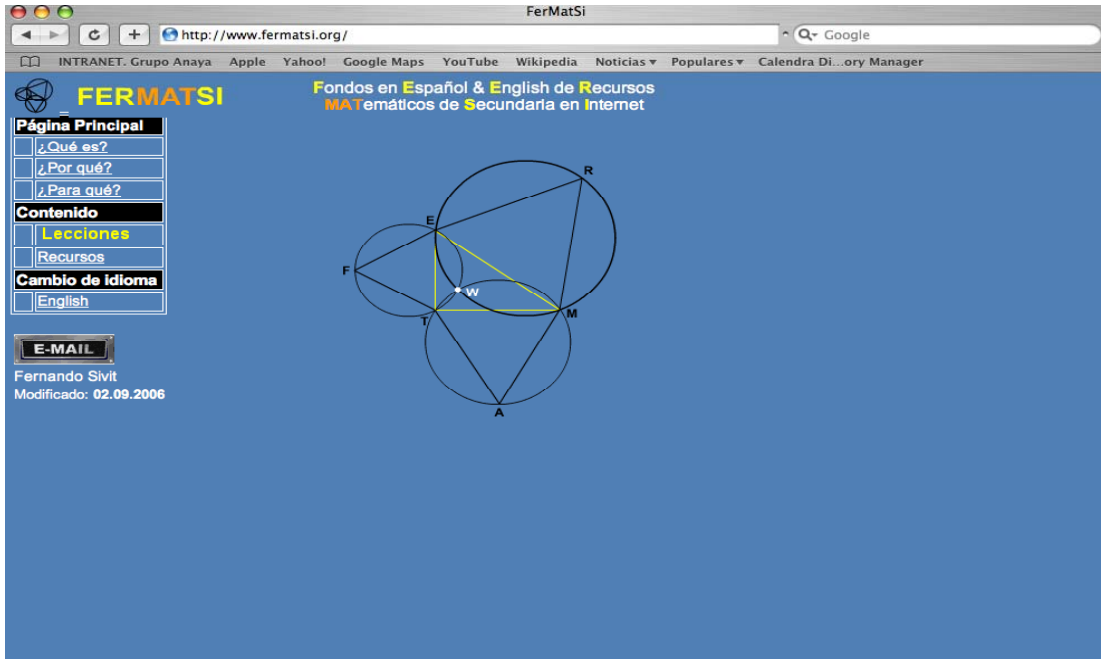 FerMatSi
http://www.fermatsi.org/
Google
INTRANET. Grupo Anaya Apple Yahoo! Google Maps YouTube Wikipedia Noticias Populares Calendra Di...ory Manager
FERMATSI
Fondos en Español & English de Recursos
MATemáticos de Secundaria en Internet
Página Principal
¿Qué es?
¿Por qué?
¿Para qué?
Contenido
Lecciones
Recursos
Cambio de idioma
English
E-MAIL
Fernando Sivit
Modificado: 02.09.2006
R
E
F
W
T
M
A